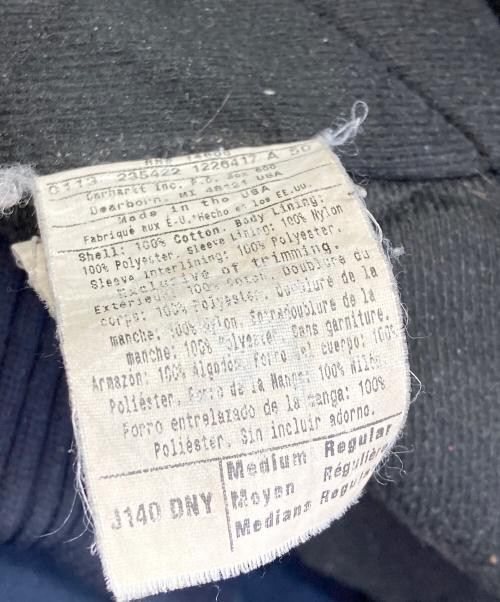 RN# 14806
0113 235422 1226417 A 50
Carhartt Inc. P.O. Box 600
Dearborn, MI 48121 USA
Made in the USA
Fabriqué aux E.U./Hecho en los EE.UU.
Shell: 100% Cotton. Body Lining:
100% Polyester. Sleeve Lining: 100% Nylon
Sleeve Interlining: 100% Polyester.
Exclusive of trimming.
Extérieur: 100% Coton. Doublure du
corps: 100% Polyester. Doublure de la
manche: 100% Nylon. Entredoublure de la
manche: 100% Polyester. Sans garniture.
Armazón: 100% Algodón. Forro del cuerpo: 100%
Poliéster. Forro de la Manga: 100% Nilón.
Forro entrelazado de la manga: 100%
Poliéster. Sin incluir adorno.
J140 DNY
Medium Regular
Moyen Régulière
Medians Regular